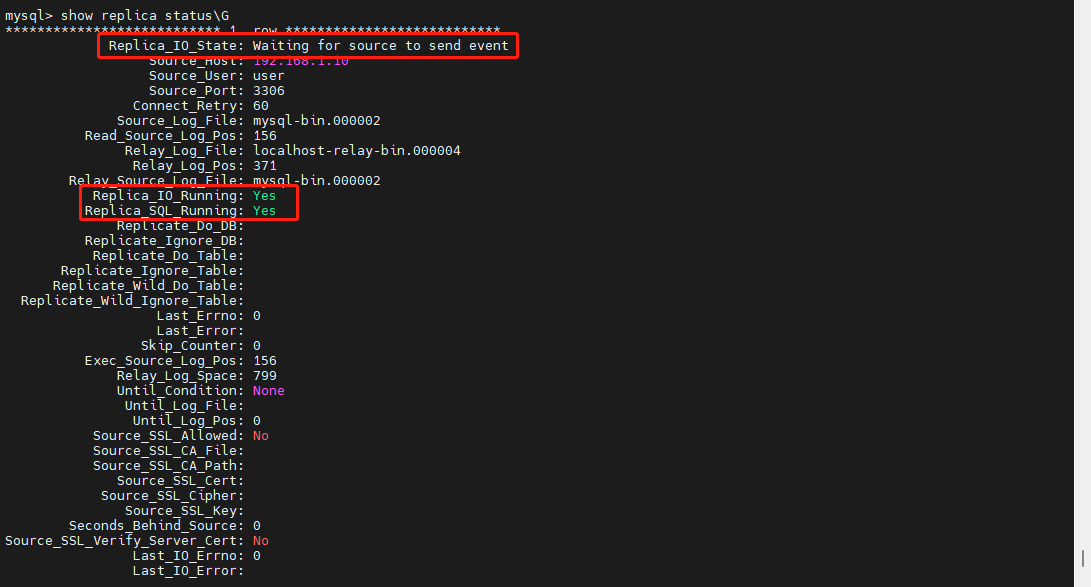 mysql> show replica status\G
*************************** 1. row ***************************
Replica_IO_State: Waiting for source to send event
Source_Host: 192.168.1.10
Source_User: user
Source_Port: 3306
Connect_Retry: 60
Source_Log_File: mysql-bin.000002
Read_Source_Log_Pos: 156
Relay_Log_File: localhost-relay-bin.000004
Relay_Log_Pos: 371
Relay_Source_Log_File: mysql-bin.000002
Replica_IO_Running: Yes
Replica_SQL_Running: Yes
Replicate_Do_DB:
Replicate_Ignore_DB:
Replicate_Do_Table:
Replicate_Ignore_Table:
Replicate_Wild_Do_Table:
Replicate_Wild_Ignore_Table:
Last_Errno: 0
Last_Error:
Skip_Counter: 0
Exec_Source_Log_Pos: 156
Relay_Log_Space: 799
Until_Condition: None
Until_Log_File:
Until_Log_Pos: 0
Source_SSL_Allowed: No
Source_SSL_CA_File:
Source_SSL_CA_Path:
Source_SSL_Cert:
Source_SSL_Cipher:
Source_SSL_Key:
Seconds_Behind_Source: 0
Source_SSL_Verify_Server_Cert: No
Last_IO_Errno: 0
Last_IO_Error: